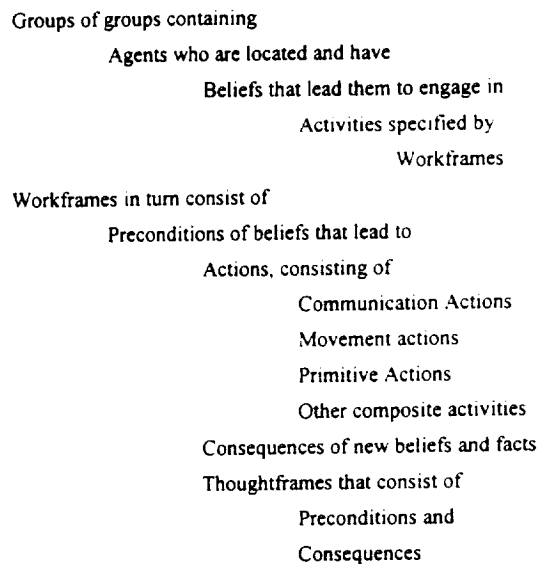 Groups of groups containing
Agents who are located and have
Beliefs that lead them to engage in
Activities specified by
Workframes
Workframes in turn consist of
Preconditions of beliefs that lead to
Actions, consisting of
Communication Actions
Movement actions
Primitive Actions
Other composite activities
Consequences of new beliefs and facts
Thoughtframes that consist of
Preconditions and
Consequences